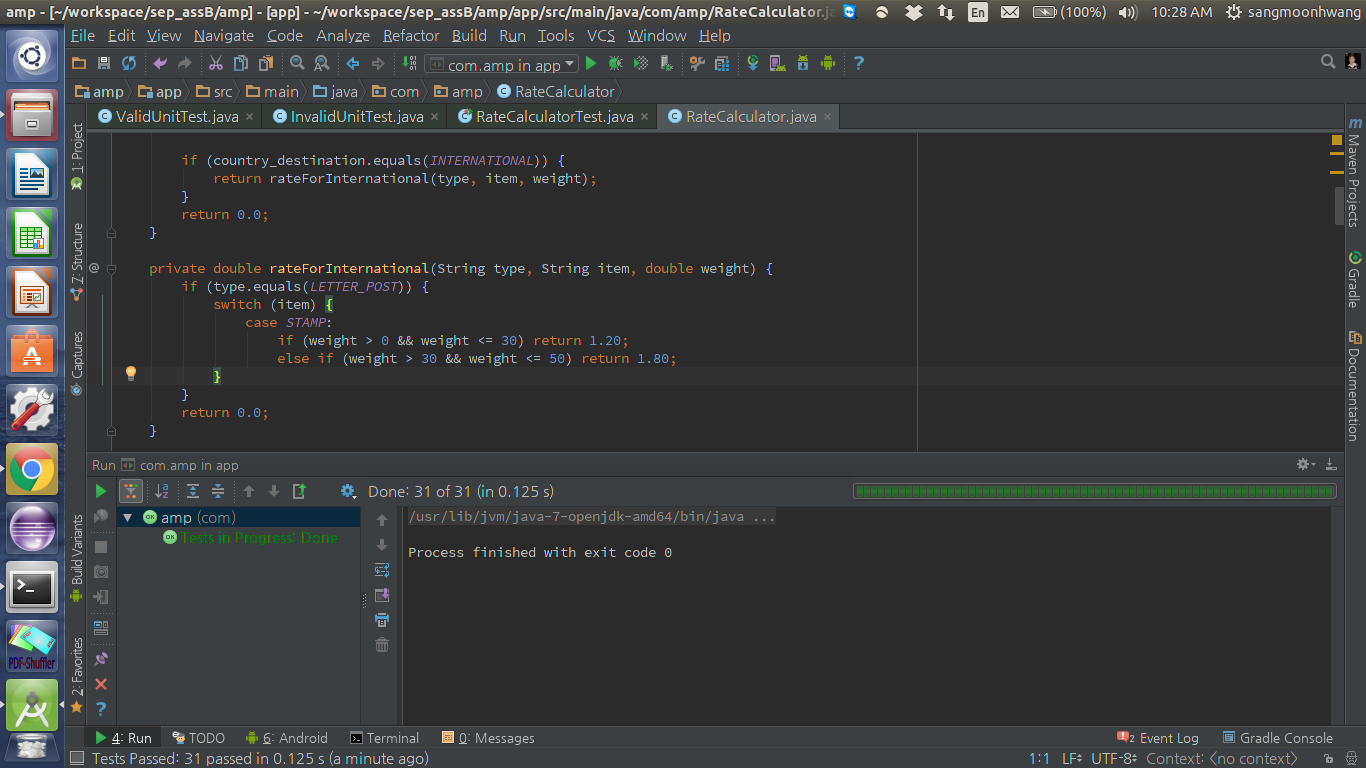 amp - [~/workspace/sep_assB/amp] - [app] - ~/workspace/sep_assB/amp/app/src/main/java/com/amp/RateCalculator.j
En (100%) 10:28 AM sangmoonhwang
File Edit View Navigate Code Analyze Refactor Build Run Tools VCS Window Help
com.amp in app
amp app src main java com amp RateCalculator
ValidUnitTest.java × InvalidUnitTest.java × RateCalculatorTest.java × RateCalculator.java ×
if (country_destination.equals(INTERNATIONAL)) {
return rateForInternational(type, item, weight);
}
return 0.0;
}
private double rateForInternational(String type, String item, double weight) {
if (type.equals(LETTER_POST)) {
switch (item) {
case STAMP:
if (weight > 0 && weight <= 30) return 1.20;
else if (weight > 30 && weight <= 50) return 1.80;
}
}
return 0.0;
}
1: Project
Z: Structure
Captures
Build Variants
2: Favorites
Maven Projects
Gradle
Documentation
PDF-Shuffler
Run com.amp in app
Done: 31 of 31 (in 0.125 s)
amp (com)
Tests in Progress: Done
/usr/lib/jvm/java-7-openjdk-amd64/bin/java ...
Process finished with exit code 0
4: Run TODO 6: Android Terminal 0: Messages 2 Event Log Gradle Console
Tests Passed: 31 passed in 0.125 s (a minute ago) 1:1 LF UTF-8 Context: <no context>